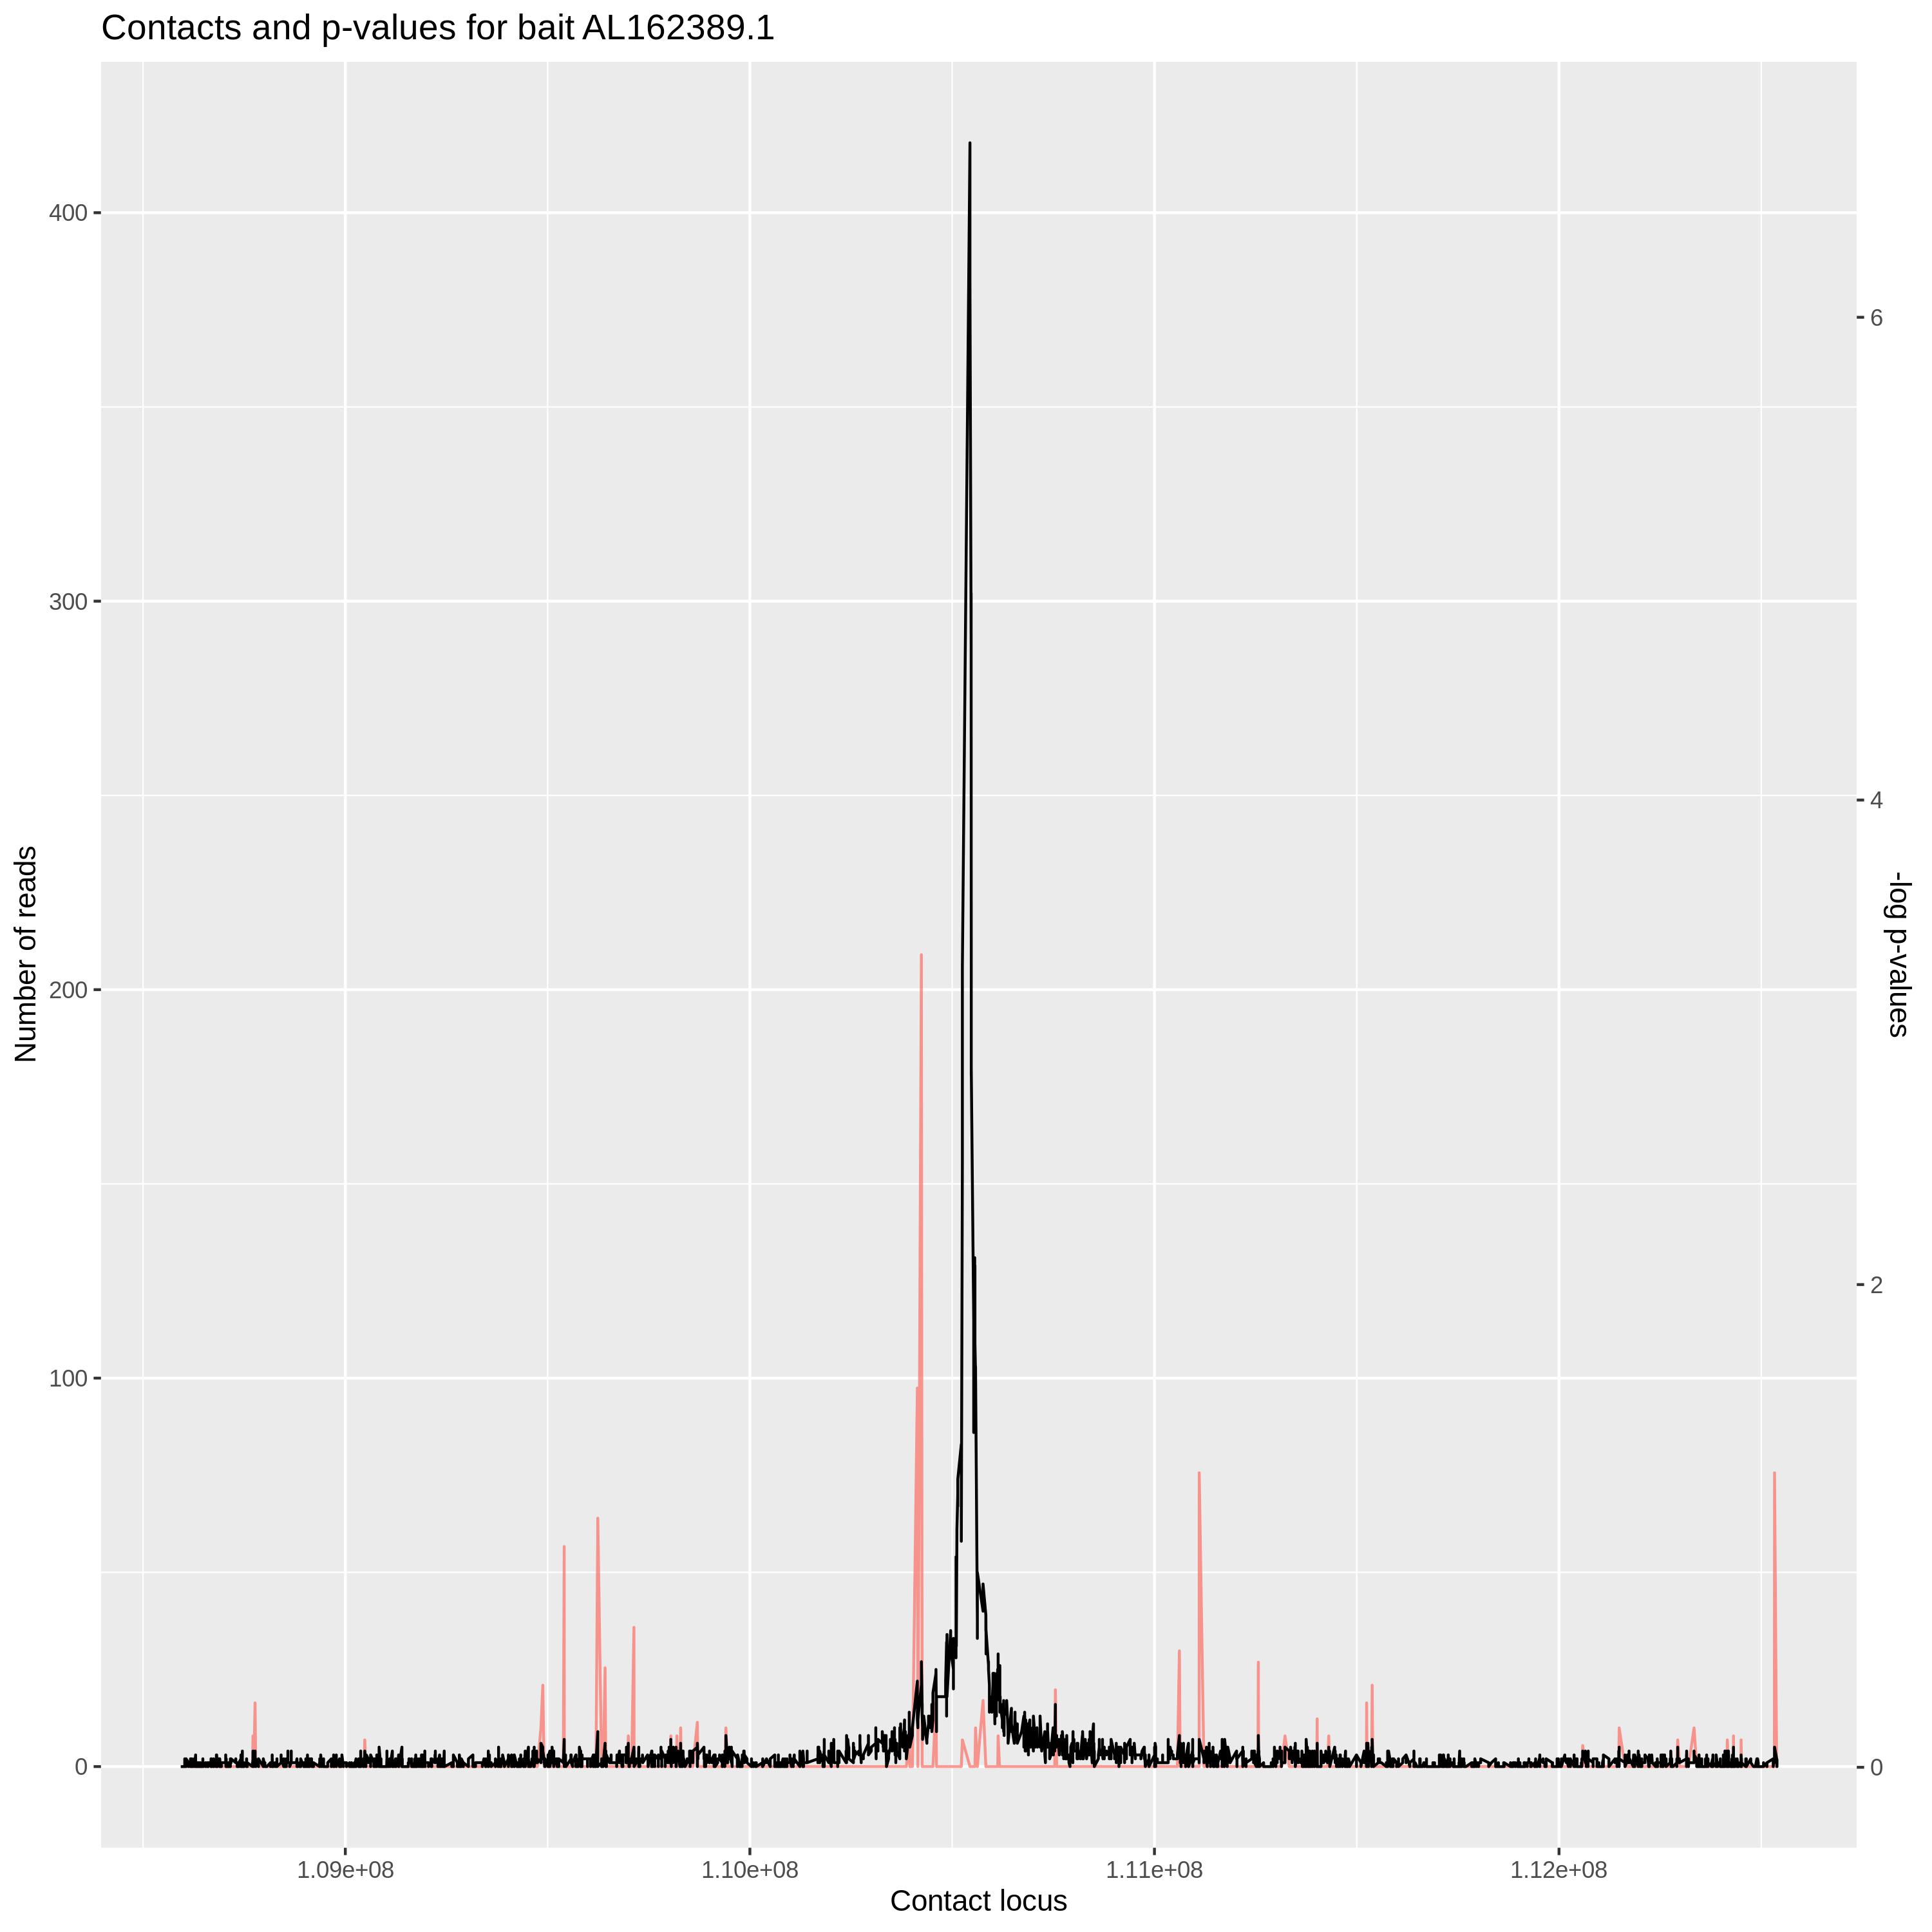 Contacts and p-values for bait AL162389.1
400
300
200
100
0
Number of reads
6
4
2
0
-log p-values
1.09e+08
1.10e+08
1.11e+08
1.12e+08
Contact locus